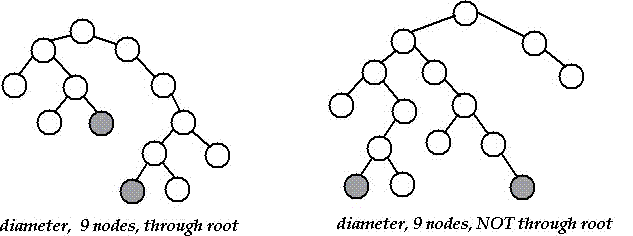 diameter, 9 nodes, through root
diameter, 9 nodes, NOT through root